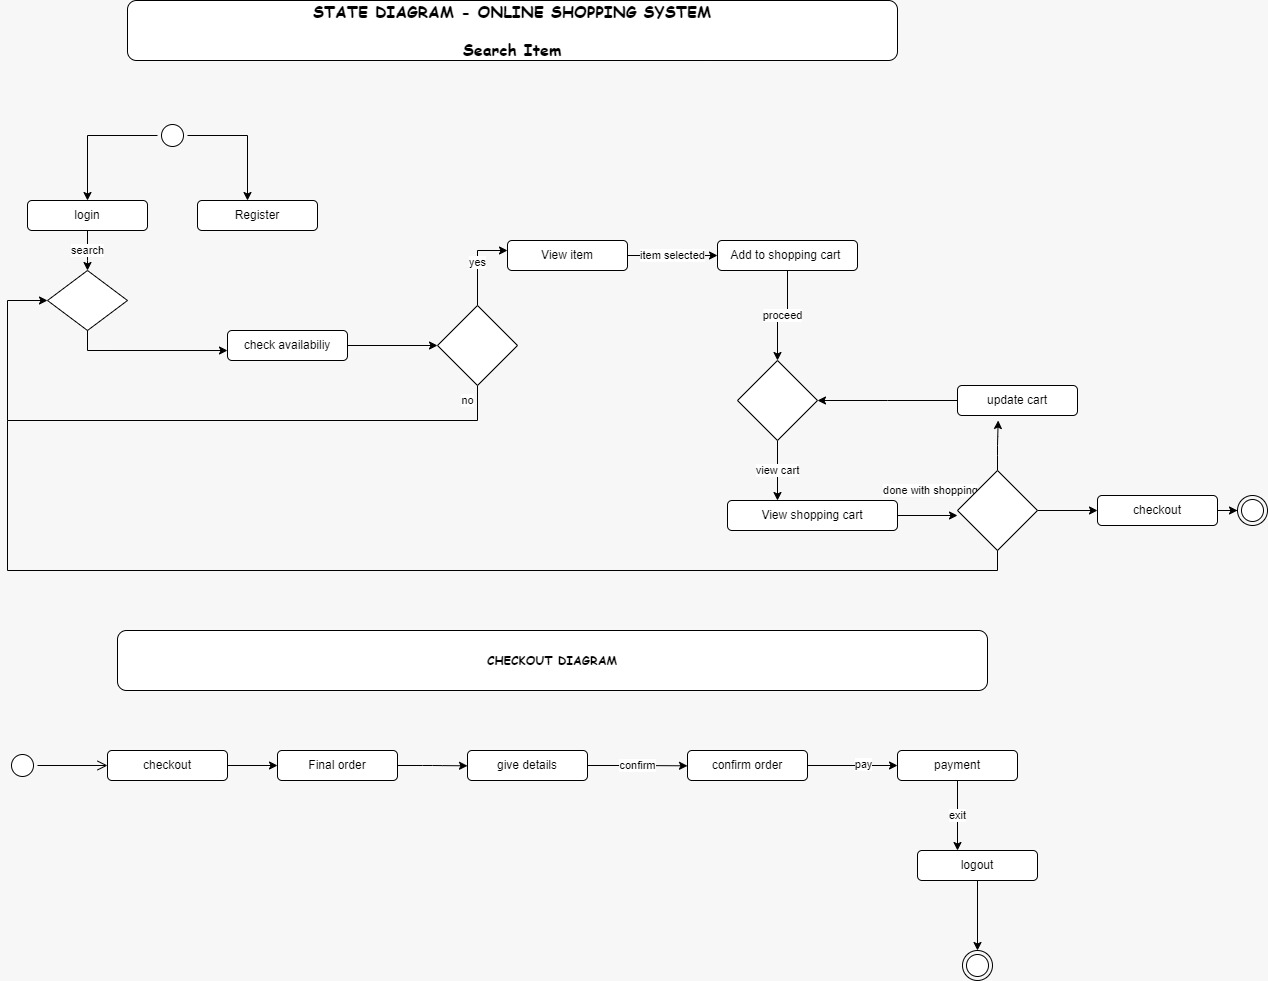 STATE DIAGRAM - ONLINE SHOPPING SYSTEM
Search Item
login
Register
search
check availabiliy
yes
no
View item
item selected
Add to shopping cart
proceed
update cart
view cart
done with shopping
View shopping cart
checkout
CHECKOUT DIAGRAM
checkout
Final order
give details
confirm
confirm order
pay
payment
exit
logout